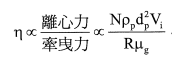 η ∝ 離心力/牽曳力 ∝ Nρ_p d_p^2 V_i / Rμ_g